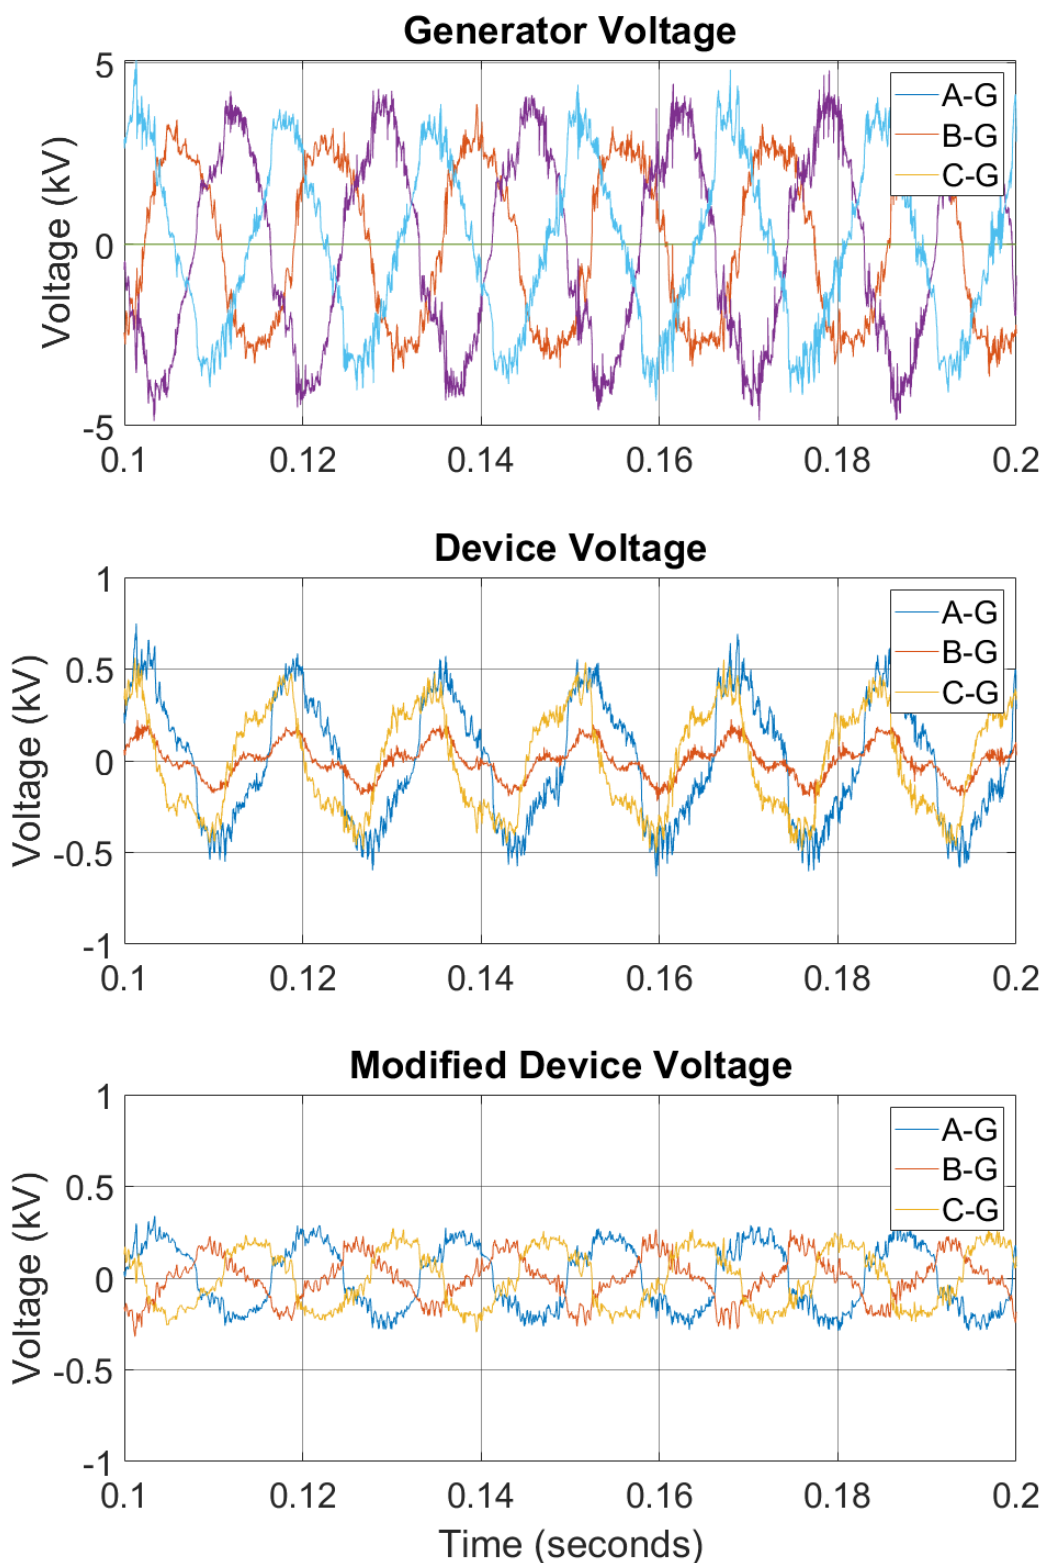 Generator Voltage
5
0
-5
Voltage (kV)
A-G
B-G
C-G
0.1 0.12 0.14 0.16 0.18 0.2
Device Voltage
1
0.5
0
-0.5
-1
Voltage (kV)
A-G
B-G
C-G
0.1 0.12 0.14 0.16 0.18 0.2
Modified Device Voltage
1
0.5
0
-0.5
-1
Voltage (kV)
A-G
B-G
C-G
0.1 0.12 0.14 0.16 0.18 0.2
Time (seconds)